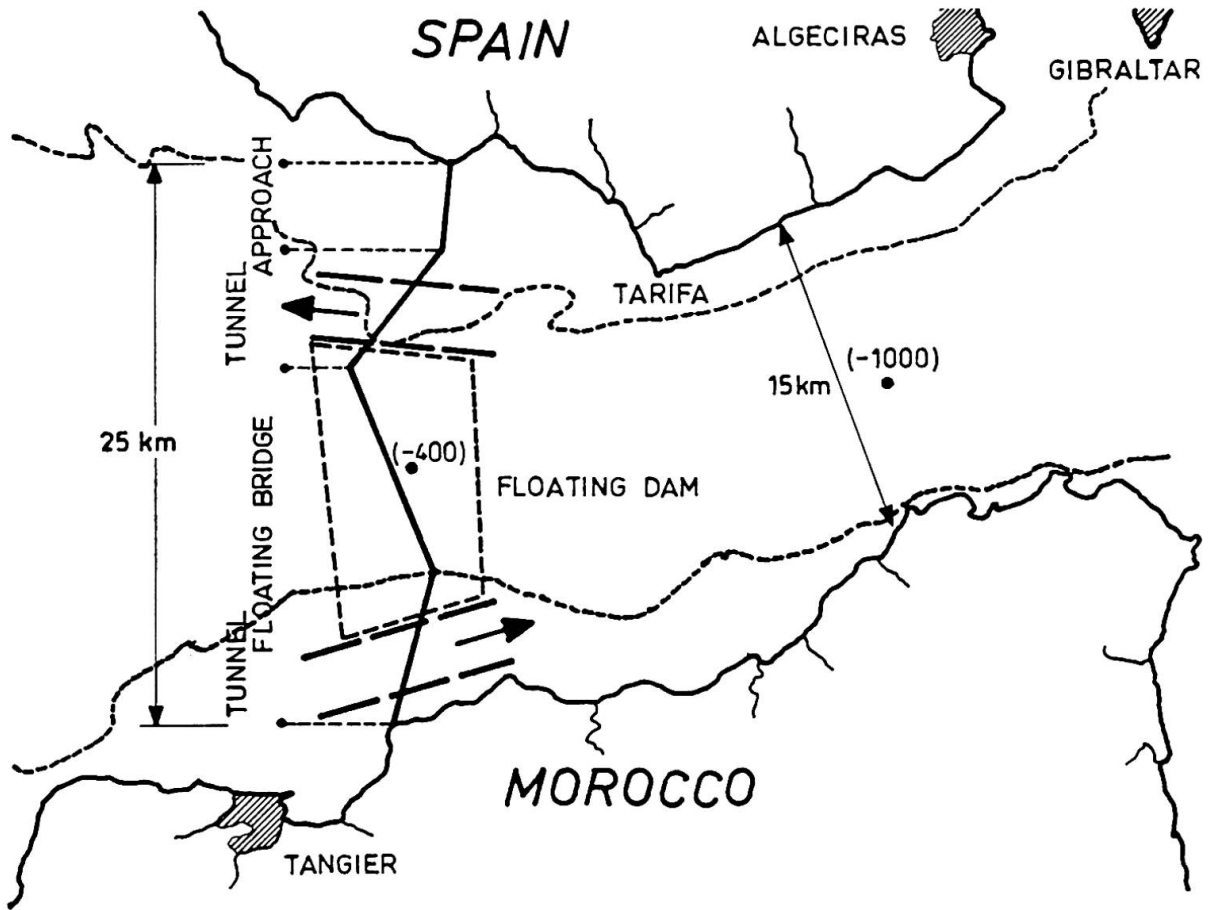 SPAIN
ALGECIRAS
GIBRALTAR
APPROACH
TUNNEL
TARIFA
(-1000)
15km
25 km
(-400)
FLOATING DAM
FLOATING BRIDGE
TUNNEL
MOROCCO
TANGIER